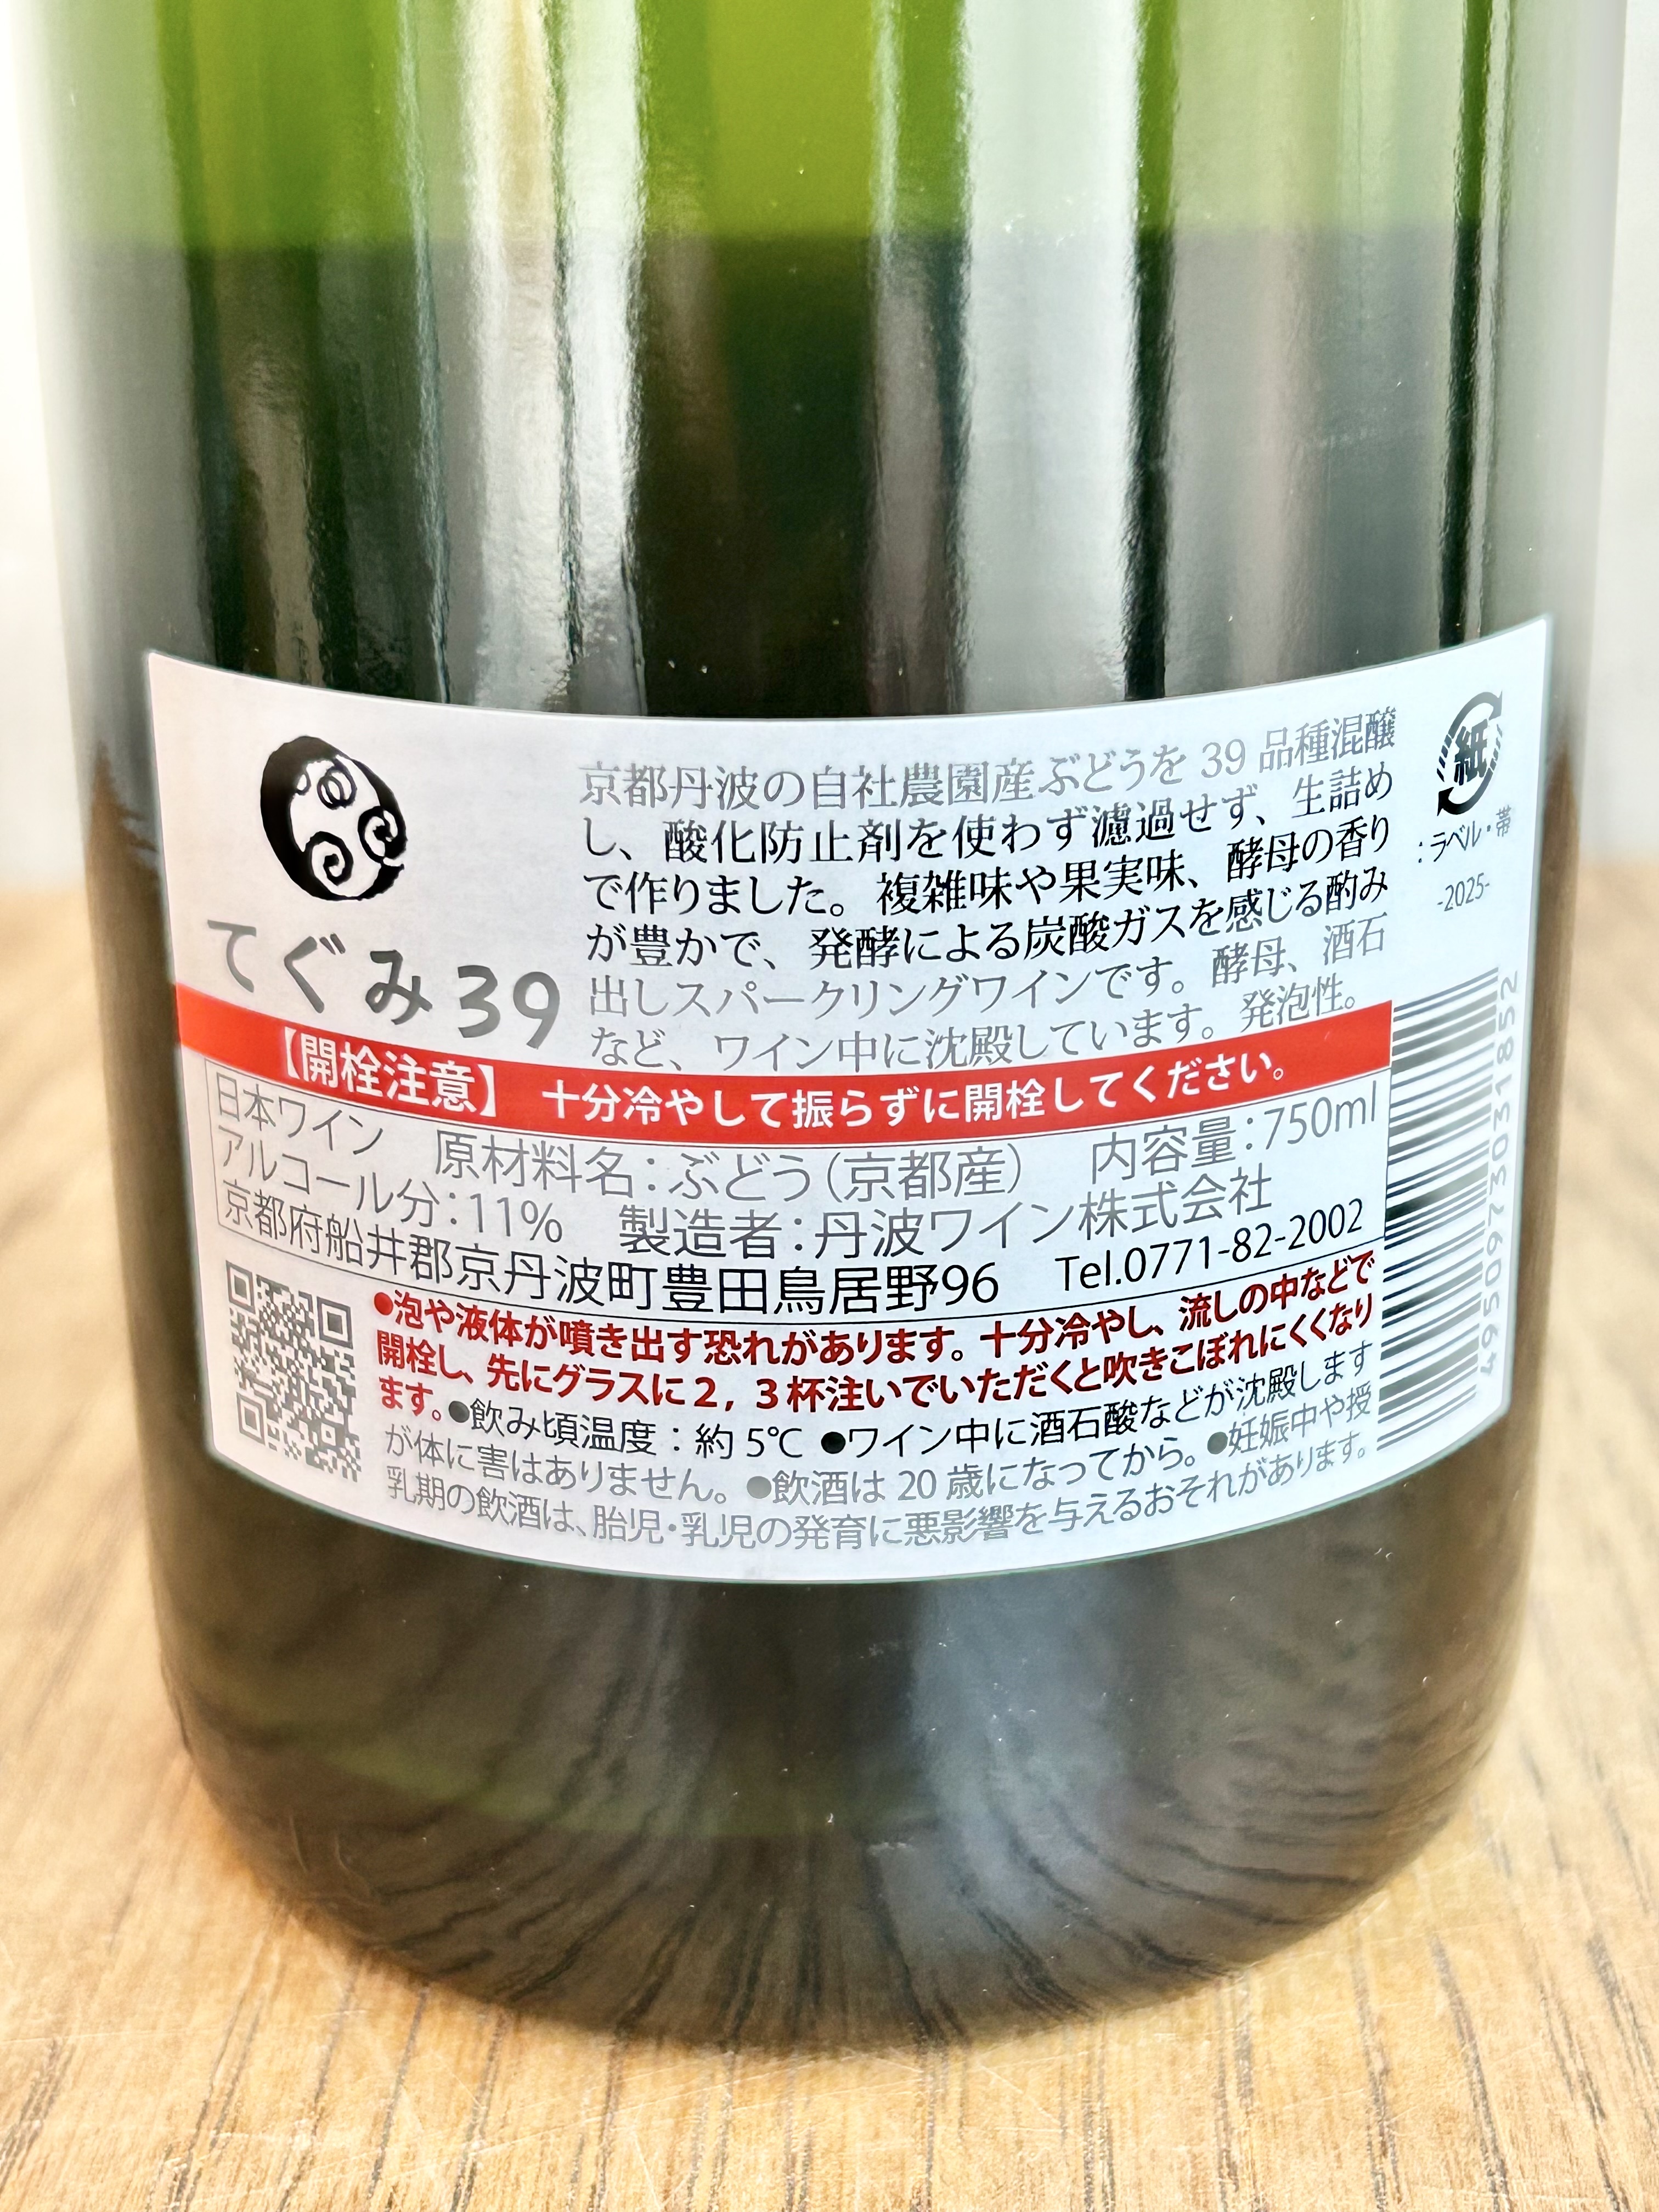 京都丹波の自社農園産ぶどうを 39 品種混醸
し、酸化防止剤を使わず濾過せず、生詰め
で作りました。複雑味や果実味、酵母の香り
が豊かで、発酵による炭酸ガスを感じる酌み
出しスパークリングワインです。酵母、酒石
など、ワイン中に沈殿しています。発泡性。
てぐみ39
紙
:ラベル・帯
-2025-
【開栓注意】 十分冷やして振らずに開栓してください。
日本ワイン 原材料名:ぶどう(京都産) 内容量:750ml
アルコール分:11% 製造者:丹波ワイン株式会社
京都府船井郡京丹波町豊田鳥居野96 Tel.0771-82-2002
●泡や液体が噴き出す恐れがあります。十分冷やし、流しの中などで
開栓し、先にグラスに2,3杯注いでいただくと吹きこぼれにくくなり
ます。●飲み頃温度:約 5℃ ●ワイン中に酒石酸などが沈殿します
が体に害はありません。●飲酒は 20 歳になってから。●妊娠中や授
乳期の飲酒は、胎児・乳児の発育に悪影響を与えるおそれがあります。
4950973031852